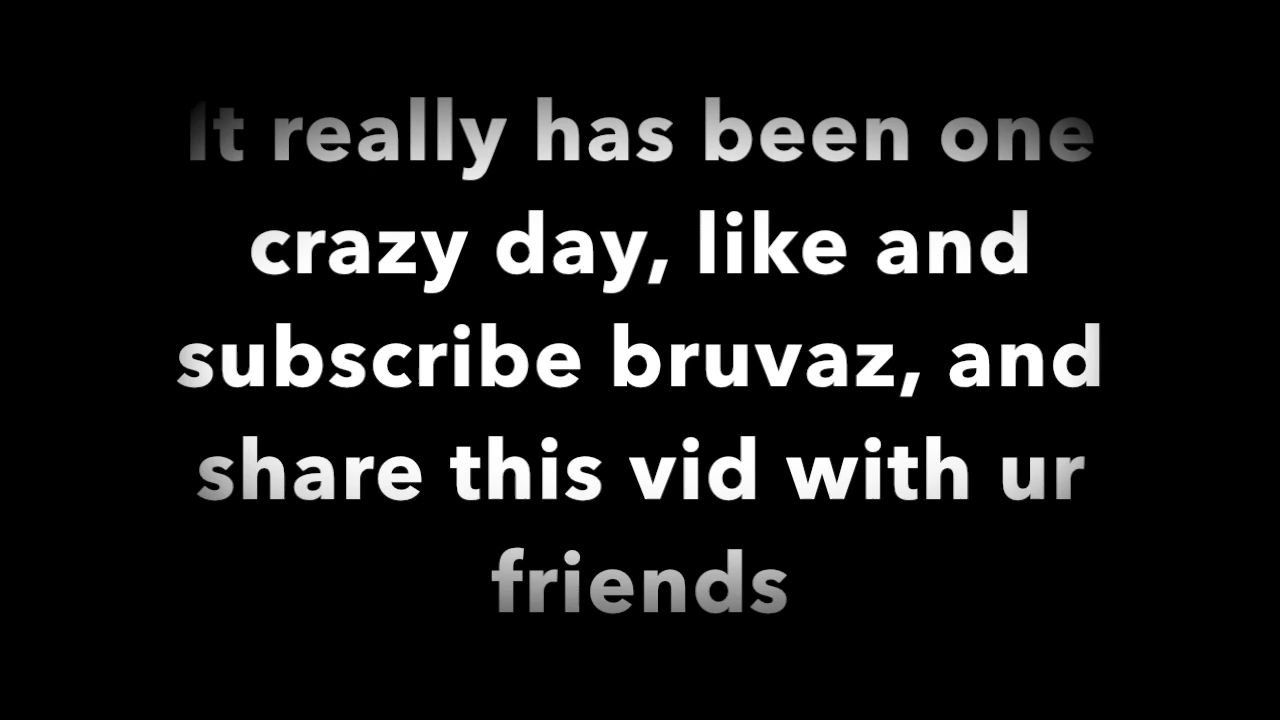 It really has been one
crazy day, like and
subscribe bruvaz, and
share this vid with ur
friends